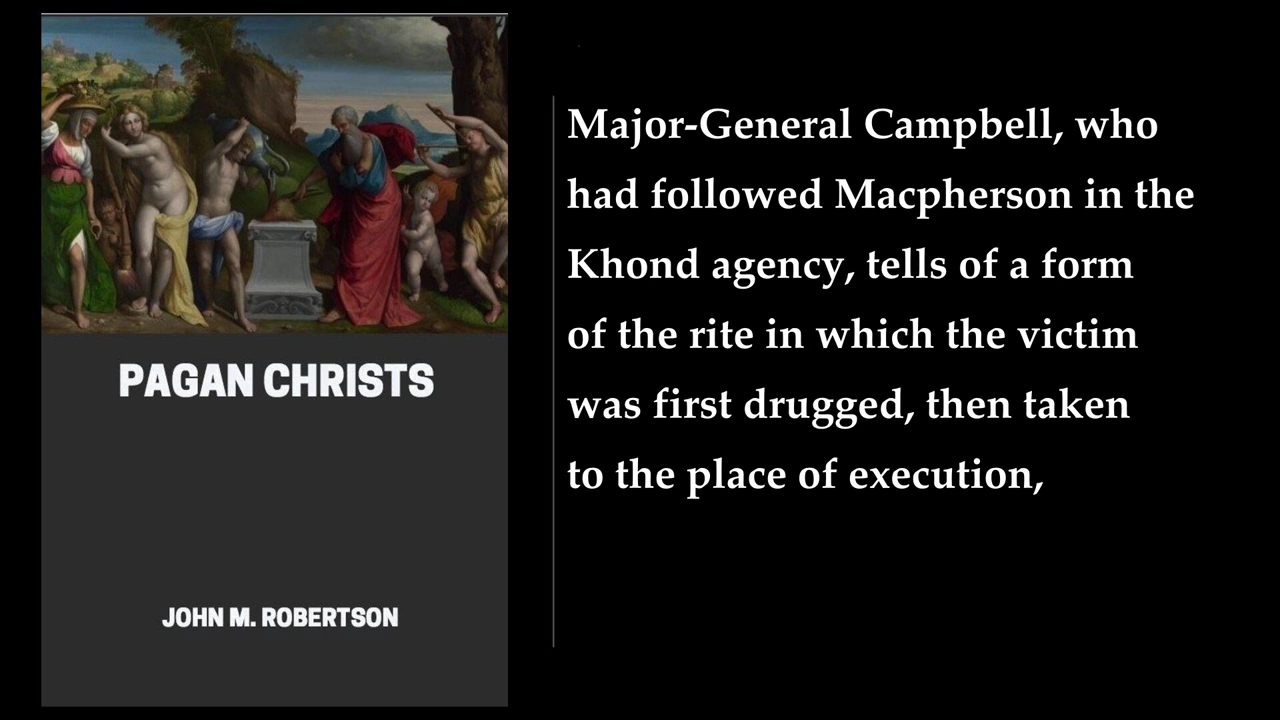 PAGAN CHRISTS
JOHN M. ROBERTSON
Major-General Campbell, who
had followed Macpherson in the
Khond agency, tells of a form
of the rite in which the victim
was first drugged, then taken
to the place of execution,